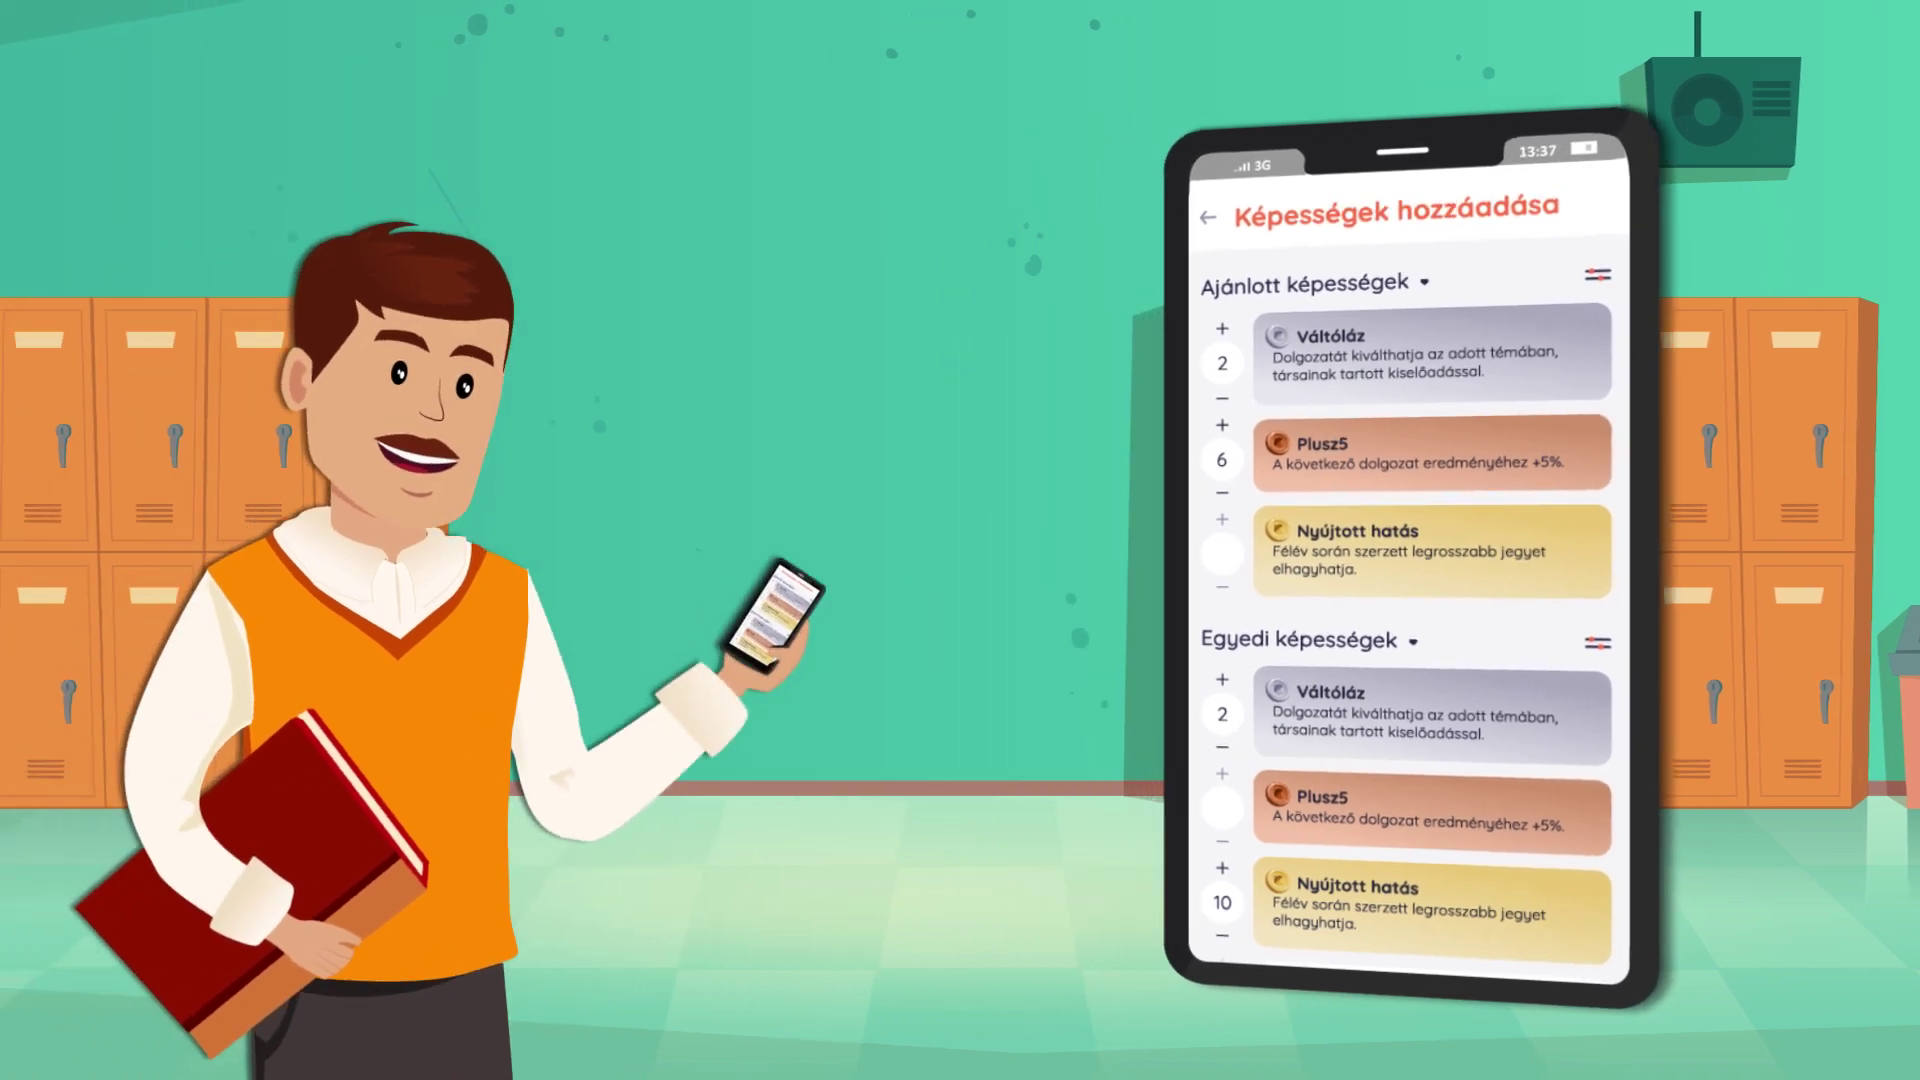 3G
13:37
Képességek hozzáadása
Ajánlott képességek
+
2
−
Váltóláz
Dolgozatát kiválthatja az adott témában,
társainak tartott kiselőadással.
+
6
−
Plusz5
A következő dolgozat eredményéhez +5%.
+
−
Nyújtott hatás
Félév során szerzett legrosszabb jegyet
elhagyhatja.
Egyedi képességek
+
2
−
Váltóláz
Dolgozatát kiválthatja az adott témában,
társainak tartott kiselőadással.
+
−
Plusz5
A következő dolgozat eredményéhez +5%.
+
10
−
Nyújtott hatás
Félév során szerzett legrosszabb jegyet
elhagyhatja.